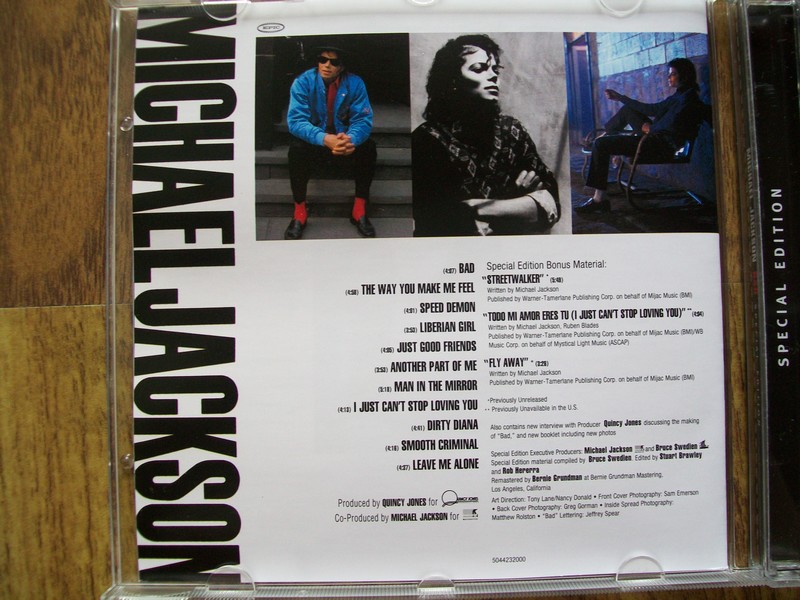 MICHAEL JACKSON
EPIC
(4:07) BAD
(4:58) THE WAY YOU MAKE ME FEEL
(4:01) SPEED DEMON
(3:53) LIBERIAN GIRL
(4:05) JUST GOOD FRIENDS
(3:53) ANOTHER PART OF ME
(5:18) MAN IN THE MIRROR
(4:13) I JUST CAN'T STOP LOVING YOU
(4:41) DIRTY DIANA
(4:16) SMOOTH CRIMINAL
(4:37) LEAVE ME ALONE
Produced by QUINCY JONES for QUINCY JONES
Co-Produced by MICHAEL JACKSON for
Special Edition Bonus Material:
"STREETWALKER" * (5:49)
Written by Michael Jackson
Published by Warner-Tamerlane Publishing Corp. on behalf of Mijac Music (BMI)
"TODO MI AMOR ERES TU (I JUST CAN'T STOP LOVING YOU)" ** (4:04)
Written by Michael Jackson, Ruben Blades
Published by Warner-Tamerlane Publishing Corp. on behalf of Mijac Music (BMI)/WB
Music Corp. on behalf of Mystical Light Music (ASCAP)
"FLY AWAY" * (3:26)
Written by Michael Jackson
Published by Warner-Tamerlane Publishing Corp. on behalf of Mijac Music (BMI)
*Previously Unreleased
** Previously Unavailable in the U.S.
Also contains new interview with Producer Quincy Jones discussing the making
of "Bad," and new booklet including new photos
Special Edition Executive Producers: Michael Jackson and Bruce Swedien
Special Edition material compiled by Bruce Swedien. Edited by Stuart Brawley
and Rob Hererra
Remastered by Bernie Grundman at Bernie Grundman Mastering,
Los Angeles, California
Art Direction: Tony Lane/Nancy Donald • Front Cover Photography: Sam Emerson
• Back Cover Photography: Greg Gorman • Inside Spread Photography:
Matthew Rolston • "Bad" Lettering: Jeffrey Spear
5044232000
SPECIAL EDITION